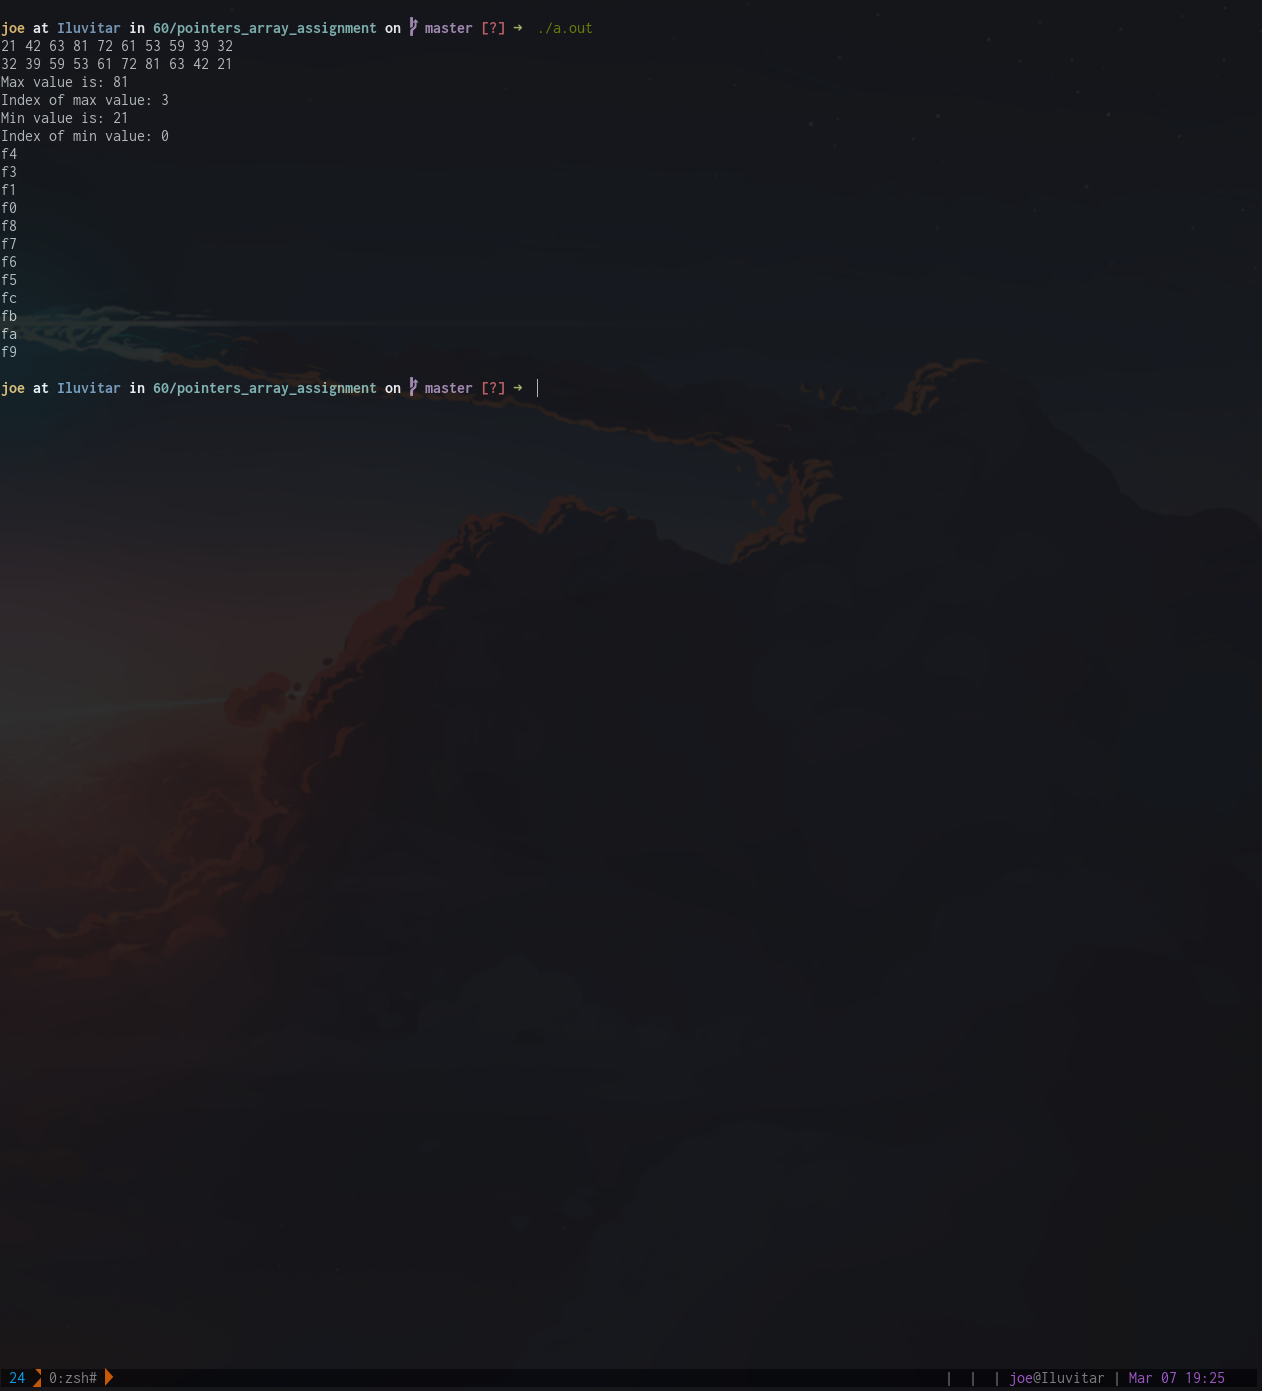 joe at Iluvitar in 60/pointers_array_assignment on master [?] → ./a.out
21 42 63 81 72 61 53 59 39 32
32 39 59 53 61 72 81 63 42 21
Max value is: 81
Index of max value: 3
Min value is: 21
Index of min value: 0
f4
f3
f1
f0
f8
f7
f6
f5
fc
fb
fa
f9
joe at Iluvitar in 60/pointers_array_assignment on master [?] →
24 0:zsh# | | | joe@Iluvitar | Mar 07 19:25